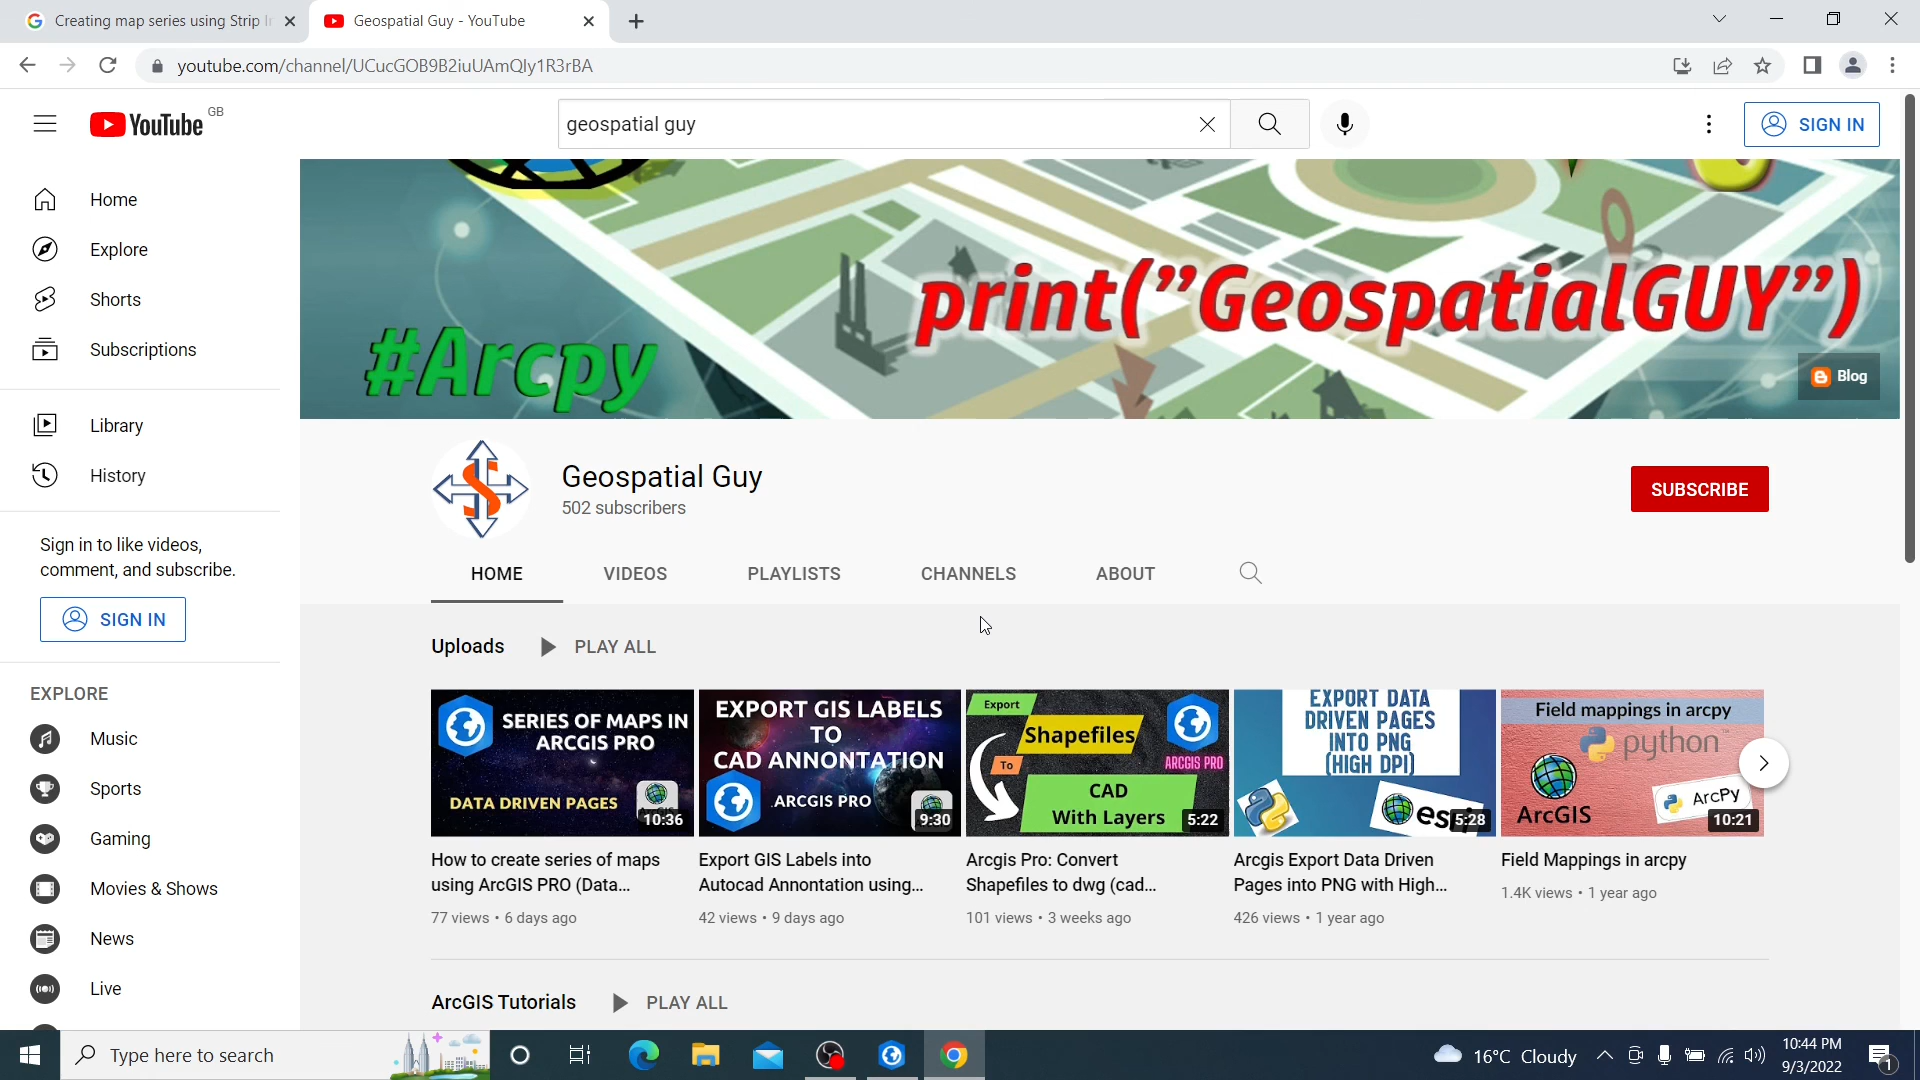 Creating map series using Strip In
Geospatial Guy - YouTube
youtube.com/channel/UCucGOB9B2iuUAmQly1R3rBA
YouTube GB
geospatial guy
SIGN IN
Home
Explore
Shorts
Subscriptions
Library
History
Sign in to like videos,
comment, and subscribe.
SIGN IN
EXPLORE
Music
Sports
Gaming
Movies & Shows
News
Live
#Arcpy
print("GeospatialGUY")
Blog
Geospatial Guy
502 subscribers
SUBSCRIBE
HOME VIDEOS PLAYLISTS CHANNELS ABOUT
Uploads PLAY ALL
SERIES OF MAPS IN
ARCGIS PRO
DATA DRIVEN PAGES
10:36
How to create series of maps
using ArcGIS PRO (Data...
77 views • 6 days ago
EXPORT GIS LABELS
TO
CAD ANNONTATION
ARCGIS PRO
9:30
Export GIS Labels into
Autocad Annontation using...
42 views • 9 days ago
Export
Shapefiles
To
ARCGIS PRO
CAD
With Layers
5:22
Arcgis Pro: Convert
Shapefiles to dwg (cad...
101 views • 3 weeks ago
EXPORT DATA
DRIVEN PAGES
INTO PNG
(HIGH DPI)
esri
5:28
Arcgis Export Data Driven
Pages into PNG with High...
426 views • 1 year ago
Field mappings in arcpy
python
ArcGIS
ArcPy
10:21
Field Mappings in arcpy
1.4K views • 1 year ago
ArcGIS Tutorials PLAY ALL
Type here to search
16°C Cloudy
10:44 PM
9/3/2022
1